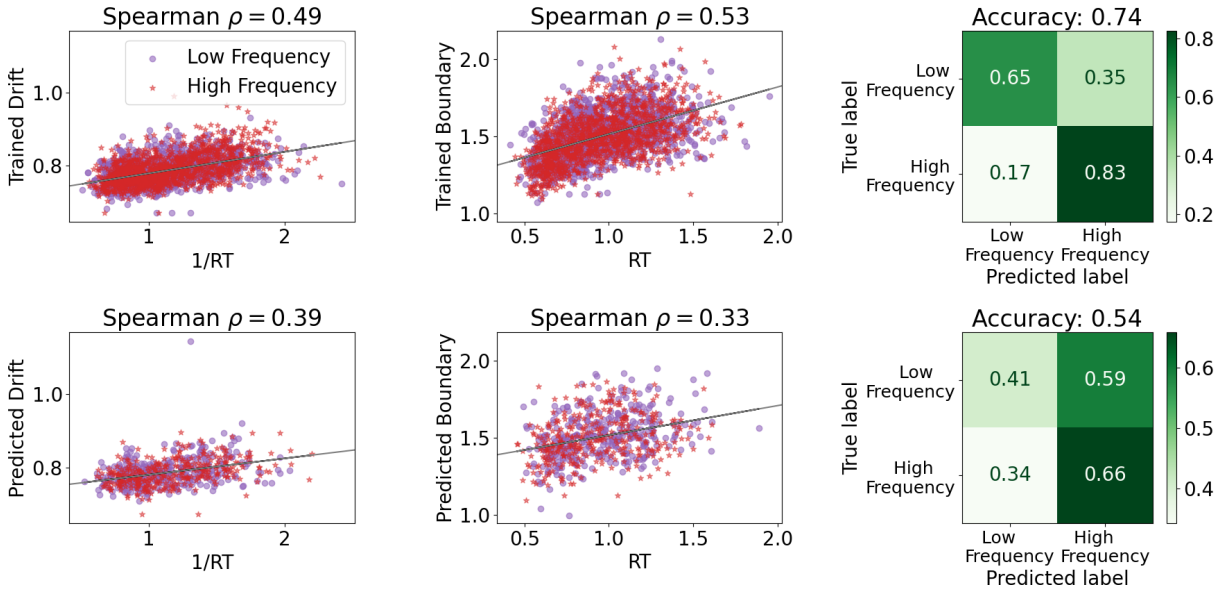 Spearman ρ = 0.49
Trained Drift
1.0
0.8
Low Frequency
High Frequency
1
2
1/RT
Spearman ρ = 0.53
Trained Boundary
2.0
1.5
1.0
0.5
1.0
1.5
2.0
RT
Accuracy: 0.74
True label
Low
Frequency
High
Frequency
0.65
0.35
0.17
0.83
Low
Frequency
High
Frequency
Predicted label
0.8
0.6
0.4
0.2
Spearman ρ = 0.39
Predicted Drift
1.0
0.8
1
2
1/RT
Spearman ρ = 0.33
Predicted Boundary
2.0
1.5
1.0
0.5
1.0
1.5
2.0
RT
Accuracy: 0.54
True label
Low
Frequency
High
Frequency
0.41
0.59
0.34
0.66
Low
Frequency
High
Frequency
Predicted label
0.6
0.5
0.4